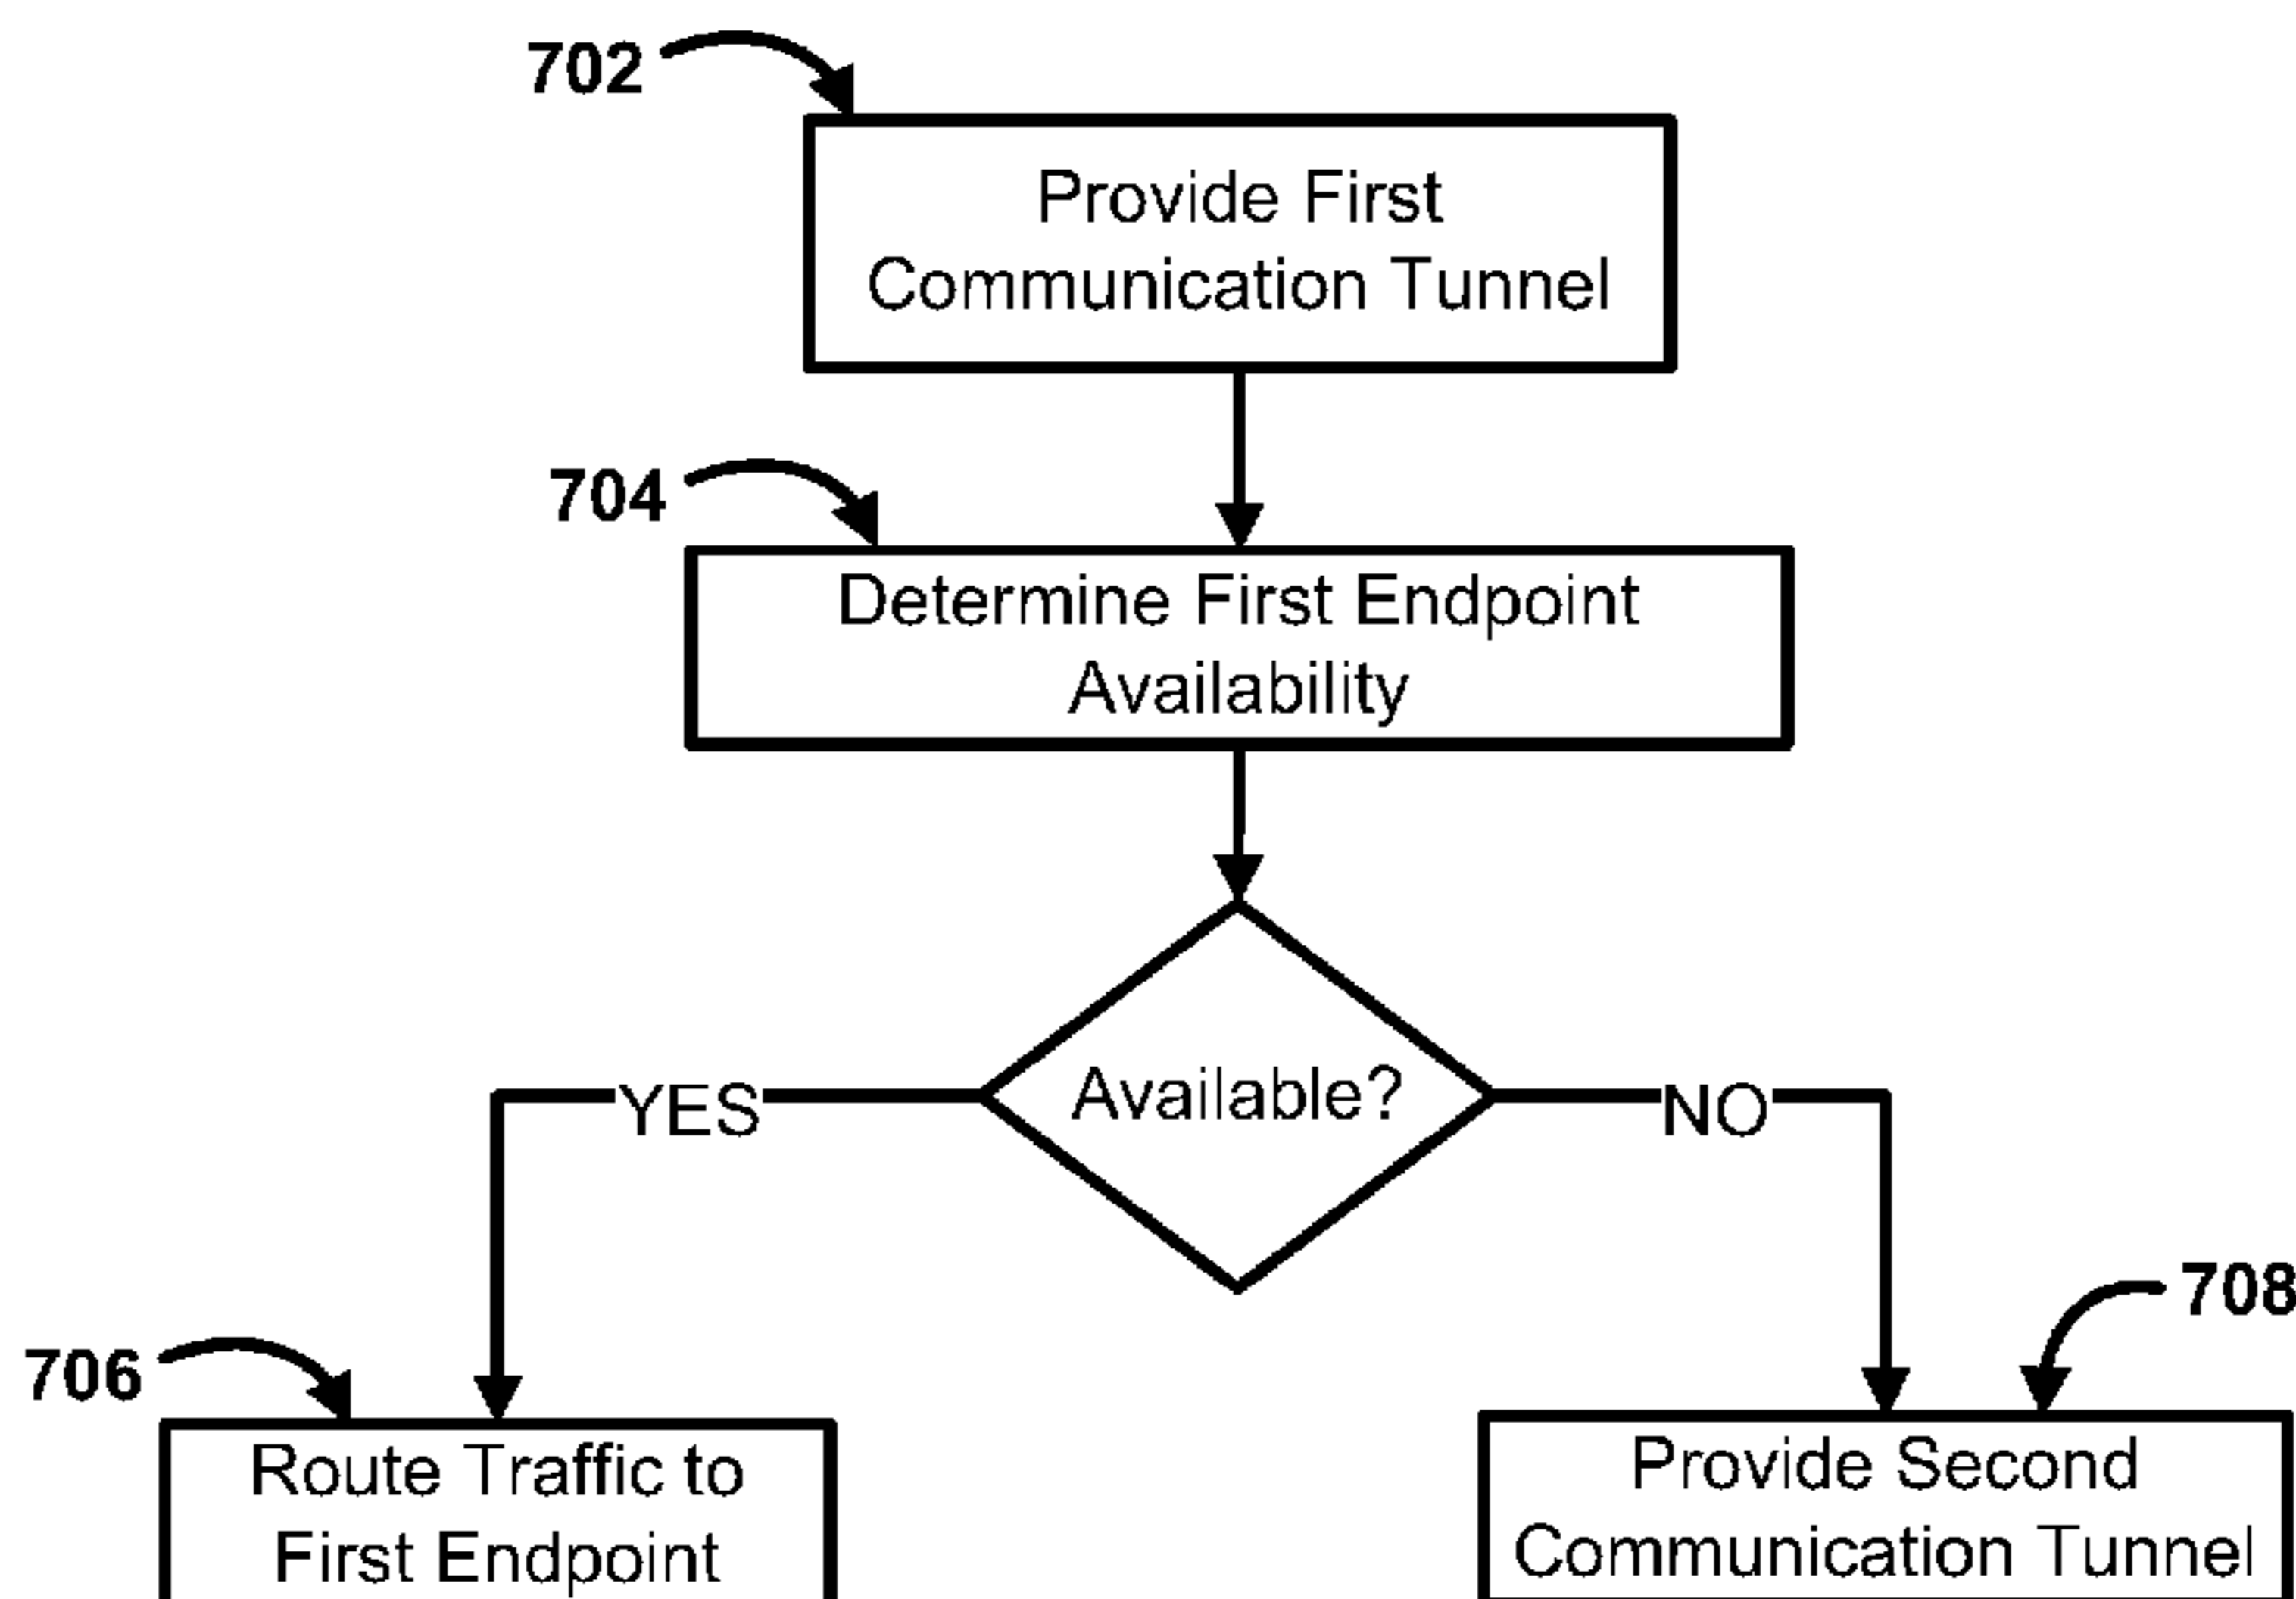 702
Provide First
Communication Tunnel
704
Determine First Endpoint
Availability
Available?
YES
NO
706
708
Route Traffic to
First Endpoint
Provide Second
Communication Tunnel